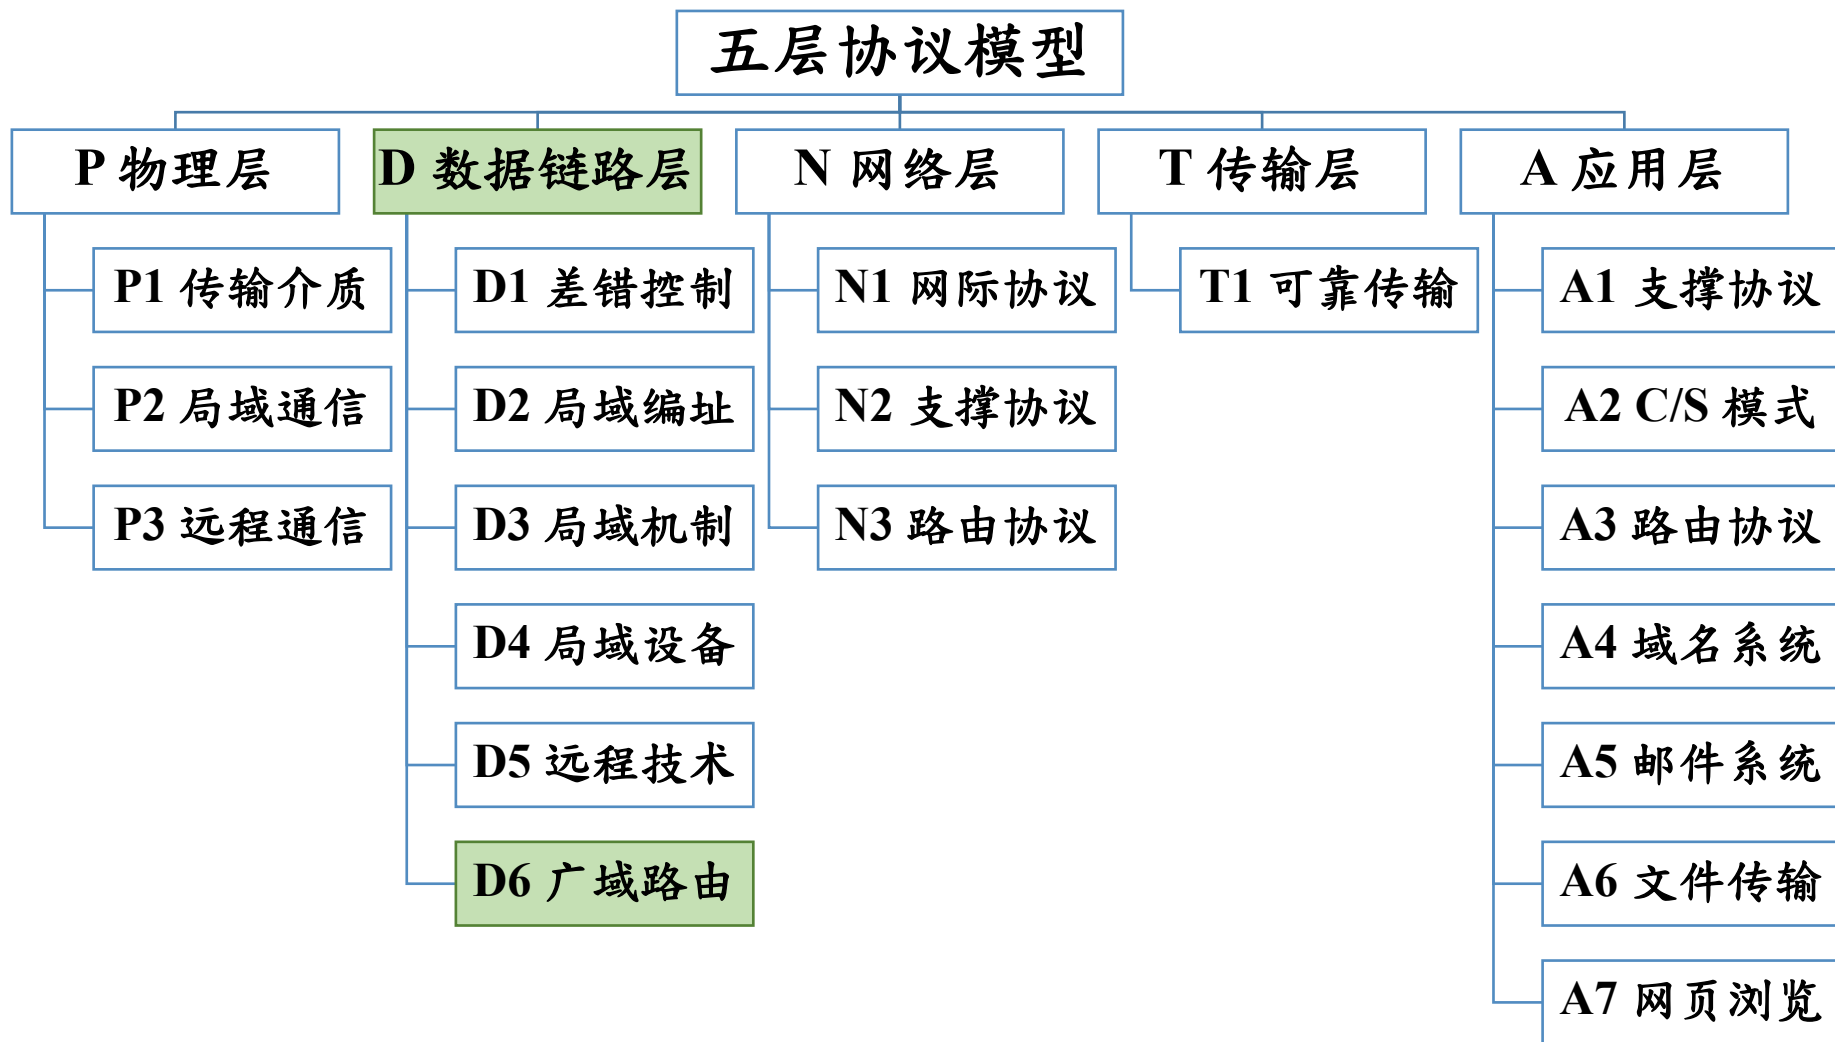 五层协议模型
P 物理层
D 数据链路层
N 网络层
T 传输层
A 应用层
P1 传输介质
D1 差错控制
N1 网际协议
T1 可靠传输
A1 支撑协议
P2 局域通信
D2 局域编址
N2 支撑协议
A2 C/S 模式
P3 远程通信
D3 局域机制
N3 路由协议
A3 路由协议
D4 局域设备
A4 域名系统
D5 远程技术
A5 邮件系统
D6 广域路由
A6 文件传输
A7 网页浏览